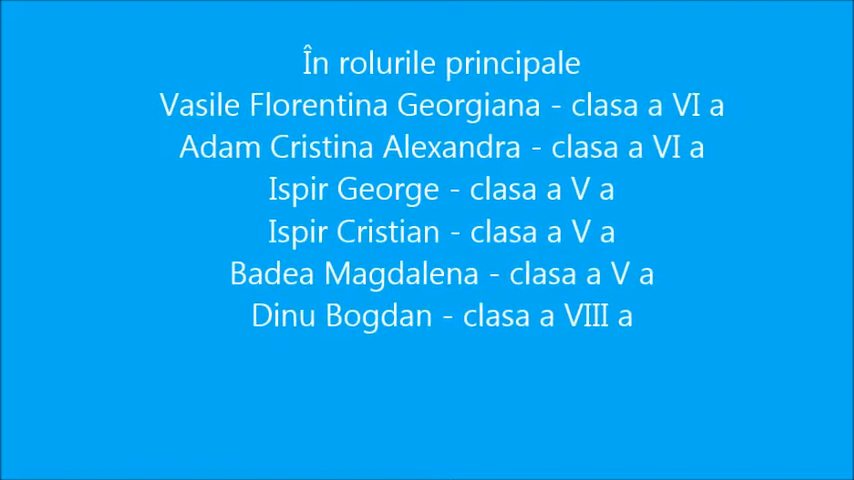 În rolurile principale
Vasile Florentina Georgiana - clasa a VI a
Adam Cristina Alexandra - clasa a VI a
Ispir George - clasa a V a
Ispir Cristian - clasa a V a
Badea Magdalena - clasa a V a
Dinu Bogdan - clasa a VIII a